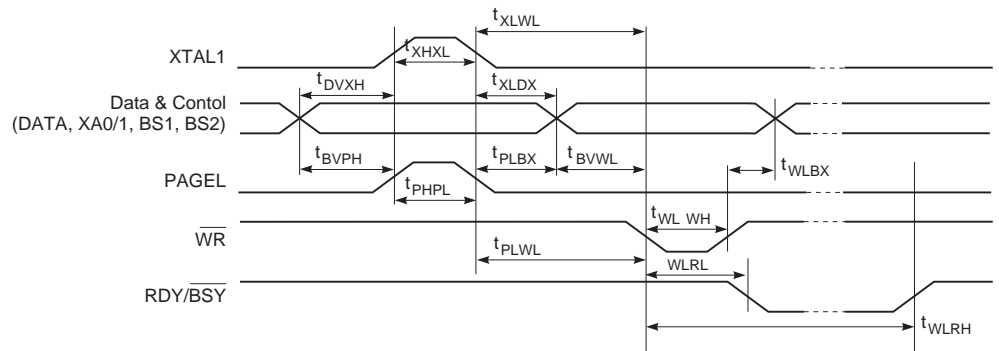 tXLWL
XTAL1
tXHXL
tDVXH
tXLDX
Data & Contol
(DATA, XA0/1, BS1, BS2)
tBVPH
tPLBX
tBVWL
tWLBX
PAGEL
tPHPL
tWL WH
WR
tPLWL
WLRL
RDY/BSY
tWLRH